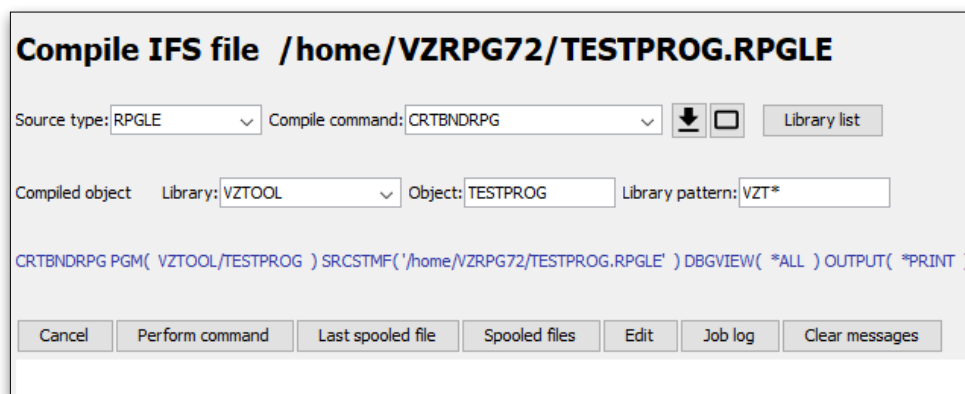 Compile IFS file /home/VZRPG72/TESTPROG.RPGLE
Source type: RPGLE Compile command: CRTBNDRPG Library list
Compiled object Library: VZTOOL Object: TESTPROG Library pattern: VZT*
CRTBNDRPG PGM( VZTOOL/TESTPROG ) SRCSTMF( '/home/VZRPG72/TESTPROG.RPGLE' ) DBGVIEW( *ALL ) OUTPUT( *PRINT )
Cancel Perform command Last spooled file Spooled files Edit Job log Clear messages